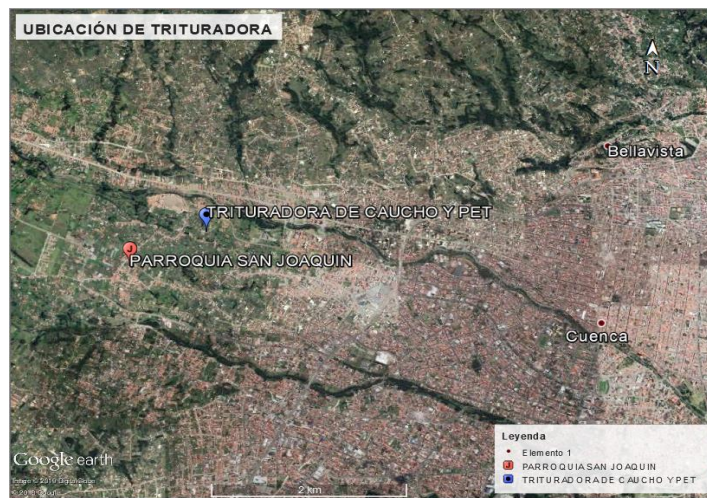 UBICACIÓN DE TRITURADORA
N
Bellavista
TRITURADORA DE CAUCHO Y PET
J
PARROQUIA SAN JOAQUIN
Cuenca
Google earth
2 km
Leyenda
Elemento 1
J PARROQUIA SAN JOAQUIN
TRITURADORA DE CAUCHO Y PET